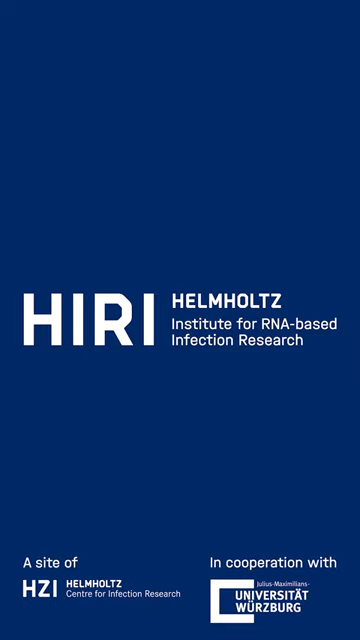 HIRI
HELMHOLTZ
Institute for RNA-based
Infection Research
A site of
HZI
HELMHOLTZ
Centre for Infection Research
In cooperation with
Julius-Maximilians-
UNIVERSITÄT
WÜRZBURG